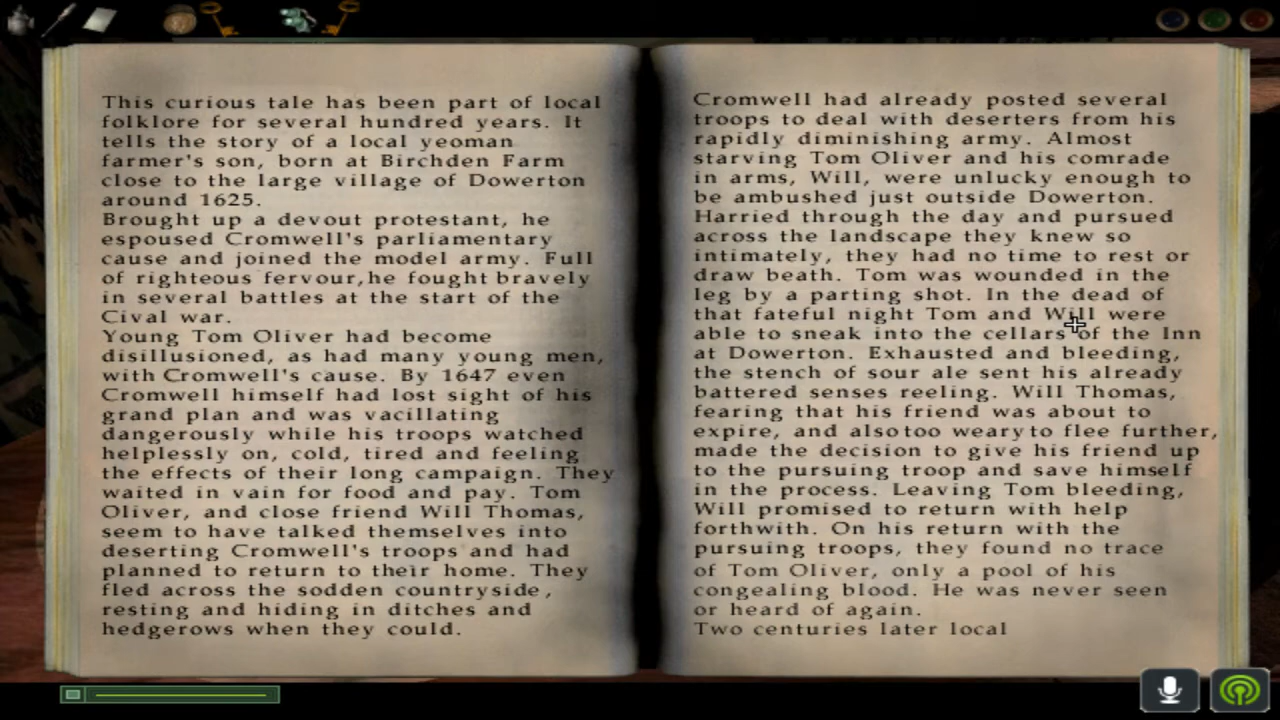 This curious tale has been part of local
folklore for several hundred years. It
tells the story of a local yeoman
farmer's son, born at Birchden Farm
close to the large village of Dowerton
around 1625.
Brought up a devout protestant, he
espoused Cromwell's parliamentary
cause and joined the model army. Full
of righteous fervour, he fought bravely
in several battles at the start of the
Cival war.
Young Tom Oliver had become
disillusioned, as had many young men,
with Cromwell's cause. By 1647 even
Cromwell himself had lost sight of his
grand plan and was vacillating
dangerously while his troops watched
helplessly on, cold, tired and feeling
the effects of their long campaign. They
waited in vain for food and pay. Tom
Oliver, and close friend Will Thomas,
seem to have talked themselves into
deserting Cromwell's troops and had
planned to return to their home. They
fled across the sodden countryside,
resting and hiding in ditches and
hedgerows when they could.
Cromwell had already posted several
troops to deal with deserters from his
rapidly diminishing army. Almost
starving Tom Oliver and his comrade
in arms, Will, were unlucky enough to
be ambushed just outside Dowerton.
Harried through the day and pursued
across the landscape they knew so
intimately, they had no time to rest or
draw beath. Tom was wounded in the
leg by a parting shot. In the dead of
that fateful night Tom and Will were
able to sneak into the cellars of the Inn
at Dowerton. Exhausted and bleeding,
the stench of sour ale sent his already
battered senses reeling. Will Thomas,
fearing that his friend was about to
expire, and also too weary to flee further,
made the decision to give his friend up
to the pursuing troop and save himself
in the process. Leaving Tom bleeding,
Will promised to return with help
forthwith. On his return with the
pursuing troops, they found no trace
of Tom Oliver, only a pool of his
congealing blood. He was never seen
or heard of again.
Two centuries later local